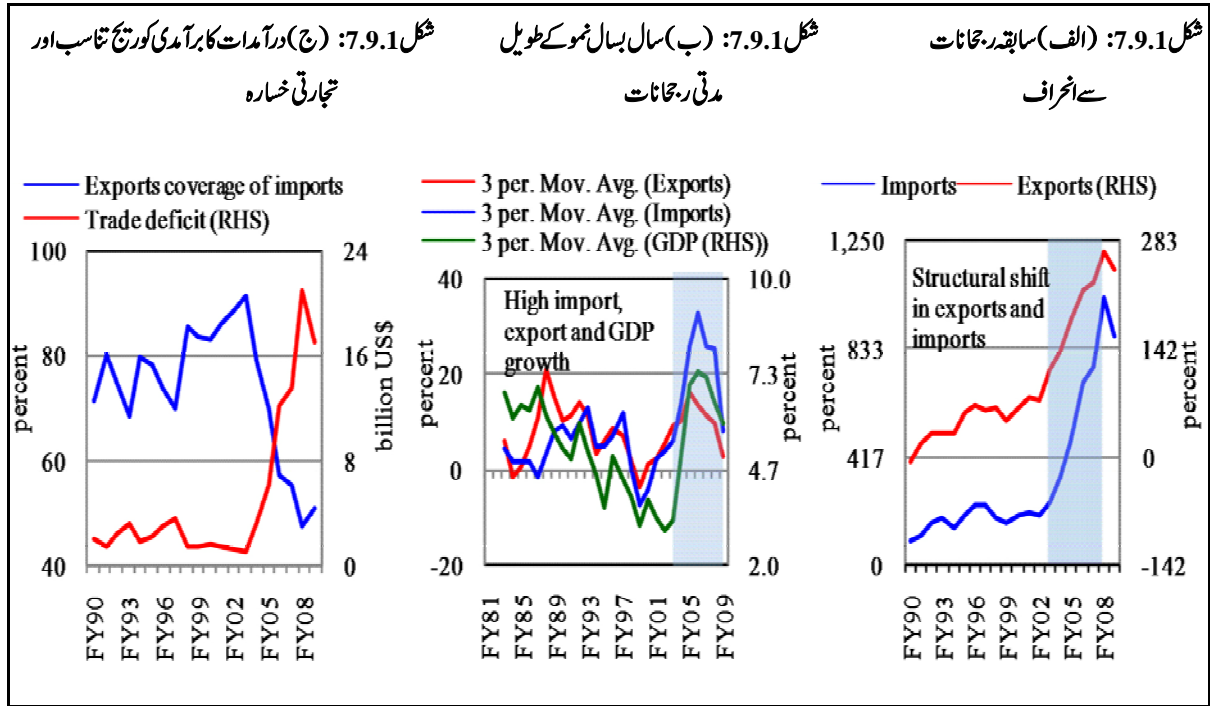 شکل 7.9.1: (الف) سابقہ رجحانات
سے انحراف
Imports Exports (RHS)
1,250
833
417
0
283
142
0
-142
percent
Structural shift
in exports and
imports
FY90
FY93
FY96
FY99
FY02
FY05
FY08
شکل 7.9.1: (ب) سال بسال نمو کے طویل
مدتی رجحانات
3 per. Mov. Avg. (Exports)
3 per. Mov. Avg. (Imports)
3 per. Mov. Avg. (GDP (RHS))
percent
40
20
0
-20
10.0
7.3
4.7
2.0
percent
High import,
export and GDP
growth
FY81
FY85
FY89
FY93
FY97
FY01
FY05
FY09
شکل 7.9.1: (ج) درآمدات کا برآمدی کوریج تناسب اور
تجارتی خسارہ
Exports coverage of imports
Trade deficit (RHS)
percent
100
80
60
40
24
16
8
0
billion US$
FY90
FY93
FY96
FY99
FY02
FY05
FY08